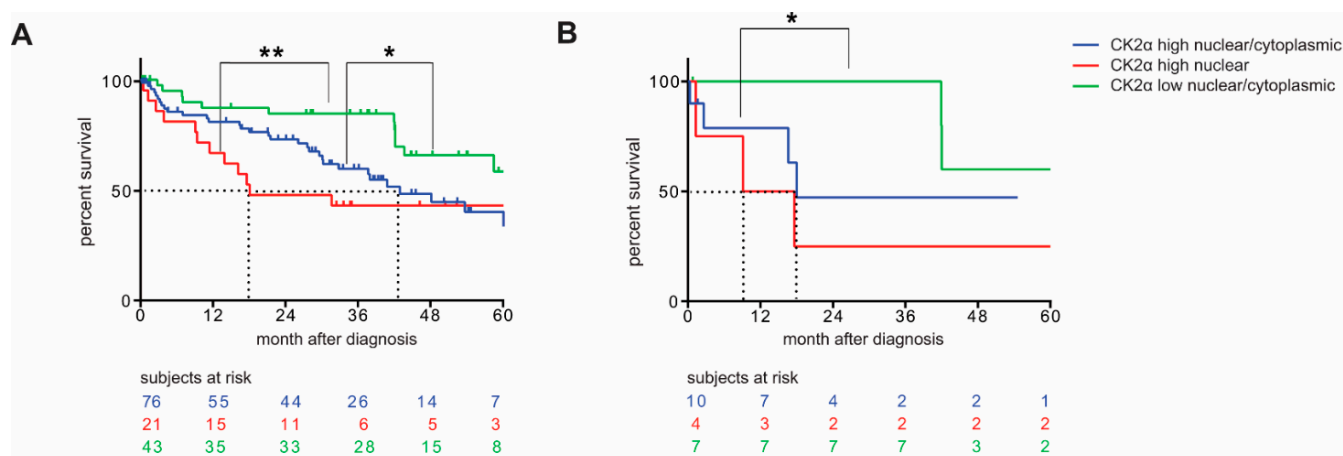 A
B
**
*
*
CK2α high nuclear/cytoplasmic
CK2α high nuclear
CK2α low nuclear/cytoplasmic
percent survival
100
50
0
0 12 24 36 48 60
month after diagnosis
subjects at risk
76 55 44 26 14 7
21 15 11 6 5 3
43 35 33 28 15 8
percent survival
100
50
0
0 12 24 36 48 60
month after diagnosis
subjects at risk
10 7 4 2 2 1
4 3 2 2 2 2
7 7 7 7 3 2